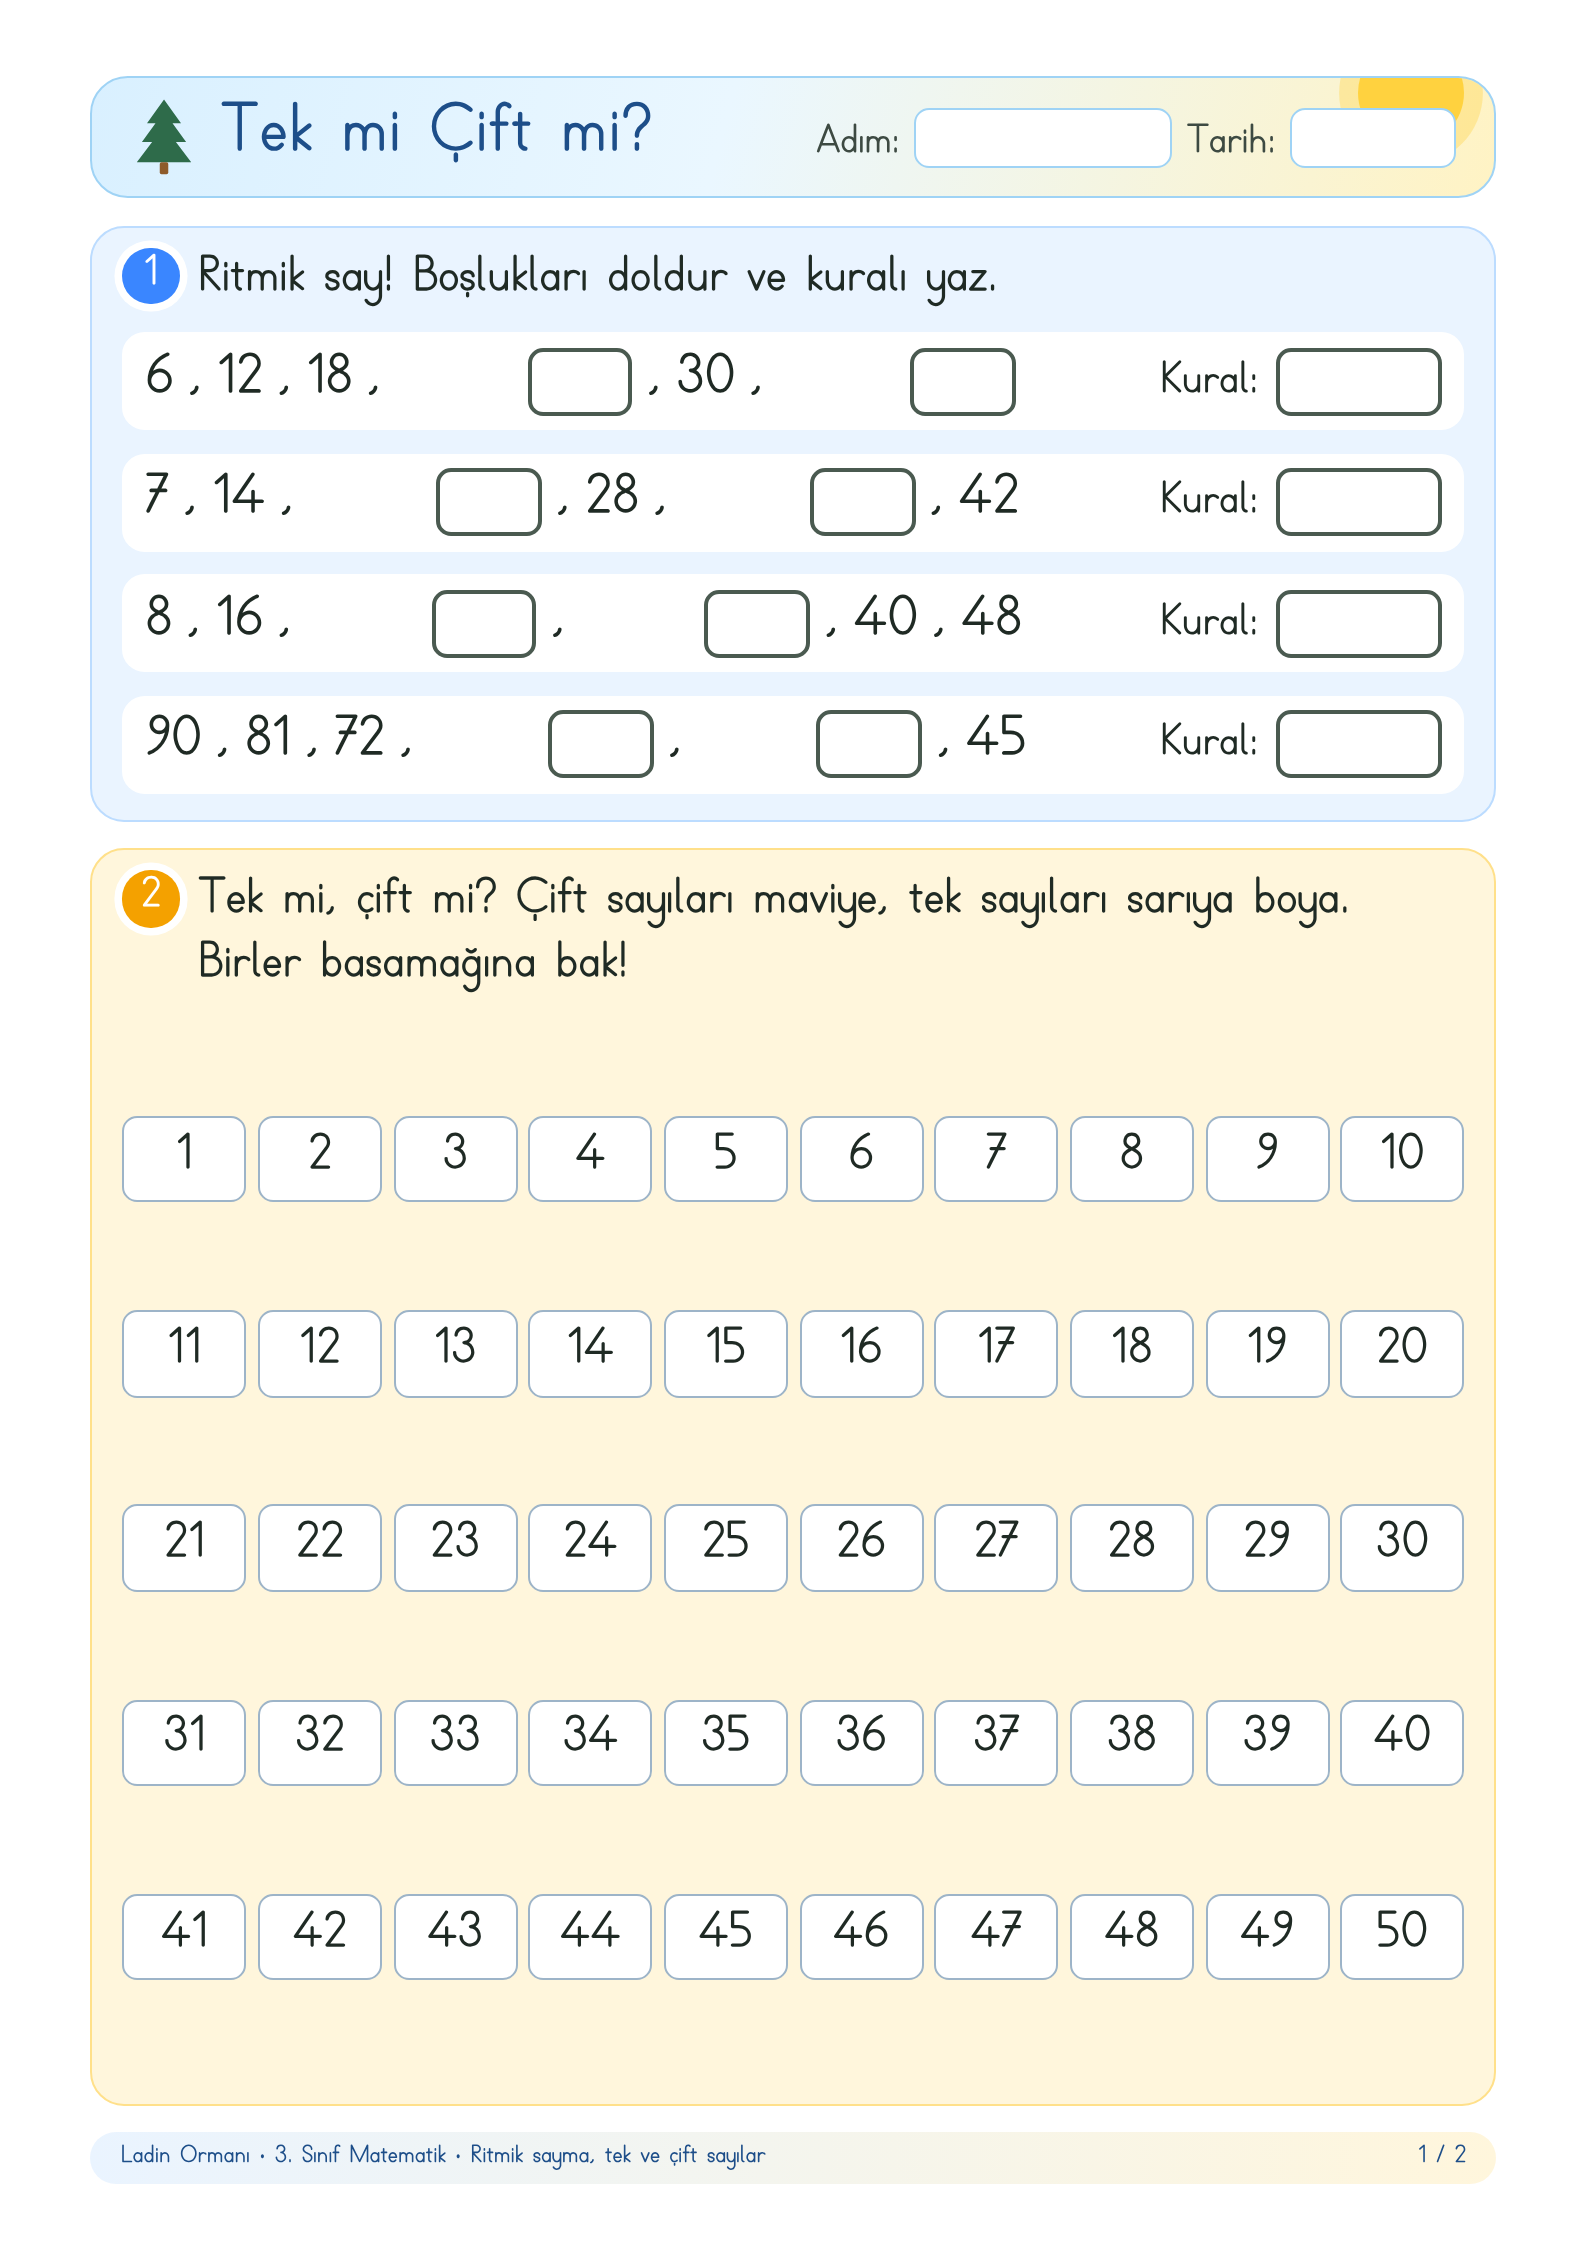 Tek mi Çift mi?
Adım: Tarih:
1 Ritmik say! Boşlukları doldur ve kuralı yaz.
6 , 12 , 18 , , 30 , Kural:
7 , 14 , , 28 , , 42 Kural:
8 , 16 , , , 40 , 48 Kural:
90 , 81 , 72 , , , 45 Kural:
2 Tek mi, çift mi? Çift sayıları maviye, tek sayıları sarıya boya.
Birler basamağına bak!
1 2 3 4 5 6 7 8 9 10
11 12 13 14 15 16 17 18 19 20
21 22 23 24 25 26 27 28 29 30
31 32 33 34 35 36 37 38 39 40
41 42 43 44 45 46 47 48 49 50
Ladin Ormanı • 3. Sınıf Matematik • Ritmik sayma, tek ve çift sayılar 1 / 2